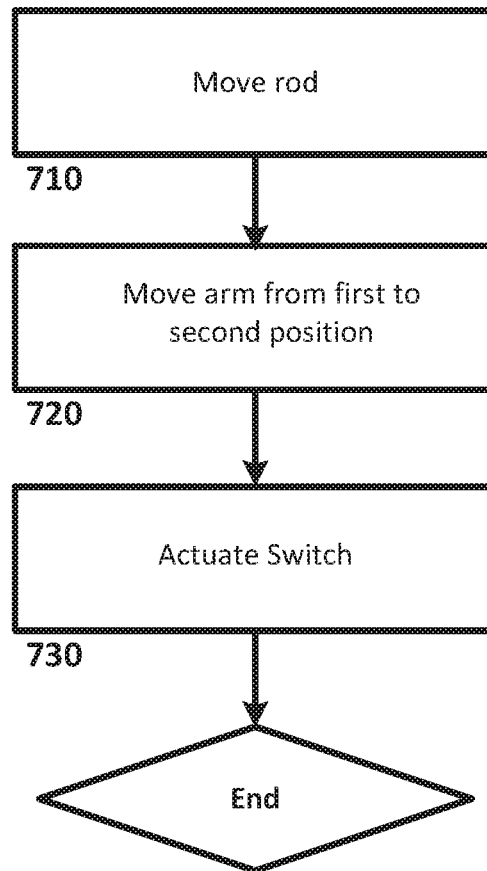 Move rod
710
Move arm from first to
second position
720
Actuate Switch
730
End